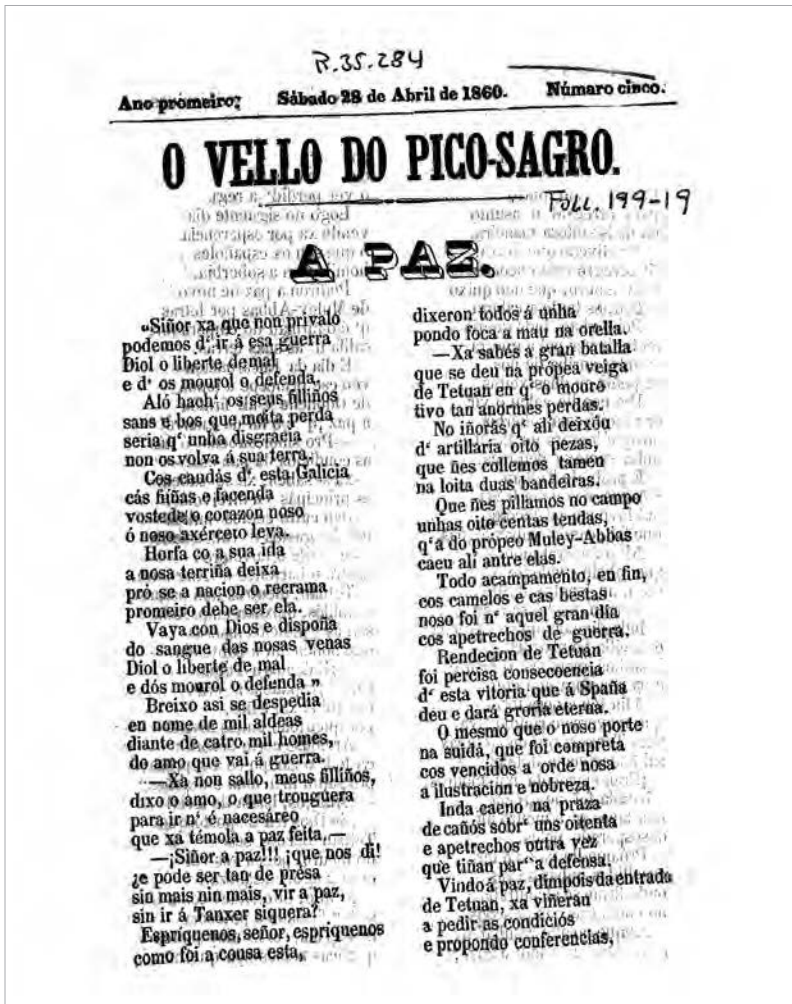 R.35.284
Ano promeiro; Sábado 28 de Abril de 1860. Número cinco.
O VELLO DO PICO-SAGRO.
Foll. 199-19
A PAZ.
«Siñor xa que non privalo
podemos d' ir á esa guerra
Diol o liberte de mal
e d' os mourol o defenda.
Aló hach' os seus filliños
sans e bos que moita perda
seria q' unha disgracia
non os volva á sua terra.
Cos caudás d' esta Galicia
cás fiñas e facenda
vostede o corazon noso
ó noso axérceto leva.
Horfa co a sua ida
a nosa terriña deixa
pró se a nacion o recrama
promeiro debe ser ela.
Vaya con Dios e dispoña
do sangue das nosas venas
Diol o liberte de mal
e dós mourol o defenda »
Breixo asi se despedia
en nome de mil aldeas
diante de catro mil homes,
do amo que vai á guerra.
—Xa non sallo, meus filliños,
dixo o amo, o que trouguera
para ir n' é nacesáreo
que xa témola a paz feita.—
—¡Siñor a paz!!! ¡que nos di!
¿e pode ser tan de présa
sin mais nin mais, vir a paz,
sin ir á Tanxer siquera?
Espríquenos, señor, espríquenos
como foi a cousa esta,
dixeron todos á unha
pondo foca a mau na orella.
—Xa sabés a gran batalla
que se deu na própea veiga
de Tetuan en q' o mouro
tivo tan anormes perdas.
No iñorás q' ali deixóu
d' artillaria oito pezas,
que ñes collemos tamen
na loita duas bandeiras.
Que ñes pillamos no campo
unhas oito centas tendas,
q' a do própeo Muley-Abbas
caeu ali antre elas.
Todo acampamento, en fin,
cos camelos e cas bestas
noso foi n' aquel gran dia
cos apetrechos de guerra.
Rendecion de Tetuan
foi percisa consecoencia
d' esta vitoria que á Spaña
deu e dará groria eterna.
O mesmo que o noso porte
na suidá, que foi compreta
cos vencidos a orde nosa
a ilustracion e nobreza.
Inda caeno na praza
de cañós sobr' uns oitenta
e apetrechos outra vez
que tiñan par' a defensa.
Vindo á paz, dimpois da entrada
de Tetuan, xa viñeran
a pedir as condiciós
e propondo conferencias,